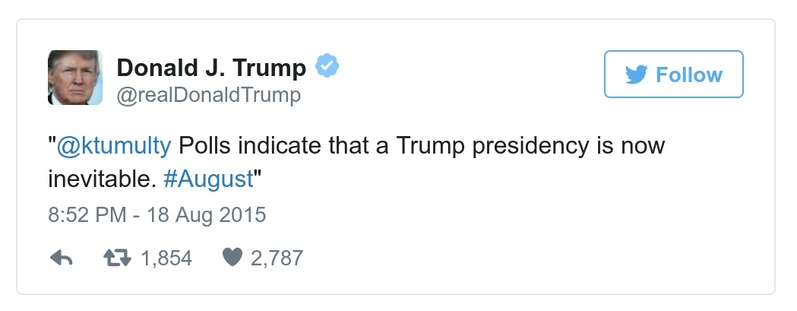 Donald J. Trump
@realDonaldTrump
Follow
"@ktumulty Polls indicate that a Trump presidency is now
inevitable. #August"
8:52 PM - 18 Aug 2015
1,854 2,787